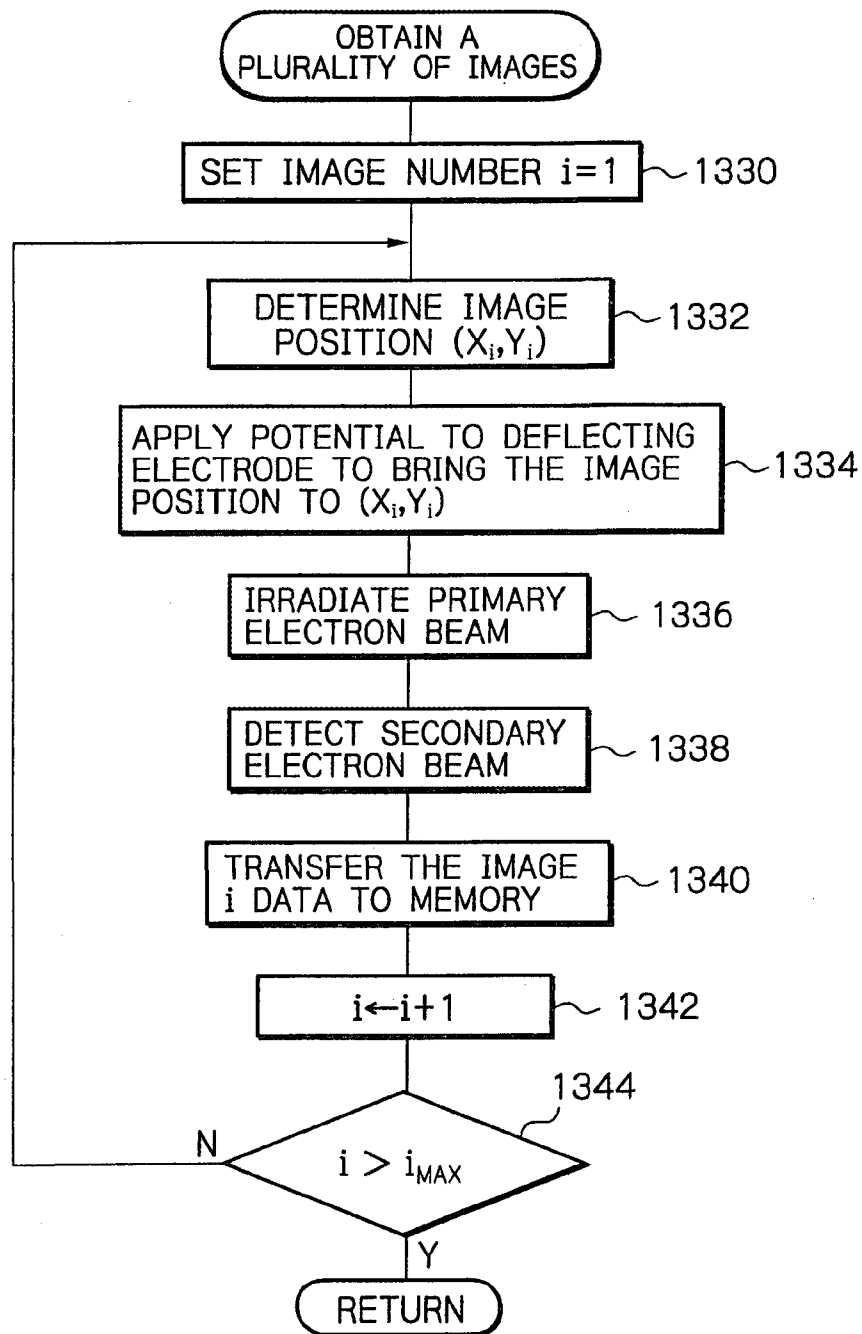 OBTAIN A
PLURALITY OF IMAGES
SET IMAGE NUMBER i=1
1330
DETERMINE IMAGE
POSITION (Xi,Yi)
1332
APPLY POTENTIAL TO DEFLECTING
ELECTRODE TO BRING THE IMAGE
POSITION TO (Xi,Yi)
1334
IRRADIATE PRIMARY
ELECTRON BEAM
1336
DETECT SECONDARY
ELECTRON BEAM
1338
TRANSFER THE IMAGE
i DATA TO MEMORY
1340
i←i+1
1342
1344
N
i > iMAX
Y
RETURN